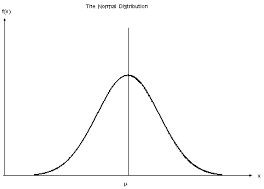 The Normal Distribution
f(x)
x
μ